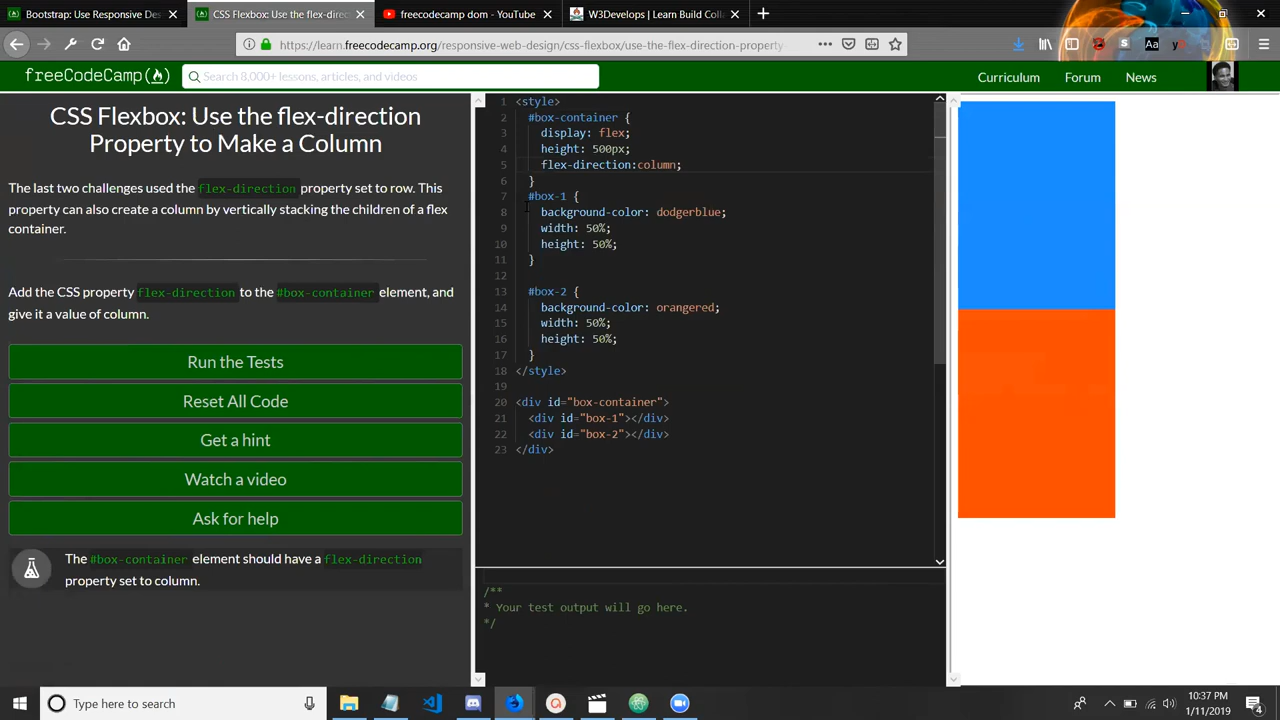 Bootstrap: Use Responsive Des
CSS Flexbox: Use the flex-direc
freecodecamp dom - YouTube
W3Develops | Learn Build Coll
https://learn.freecodecamp.org/responsive-web-design/css-flexbox/use-the-flex-direction-property
freeCodeCamp
Search 8,000+ lessons, articles, and videos
Curriculum
Forum
News
CSS Flexbox: Use the flex-direction
Property to Make a Column
The last two challenges used the flex-direction property set to row. This
property can also create a column by vertically stacking the children of a flex
container.
Add the CSS property flex-direction to the #box-container element, and
give it a value of column.
Run the Tests
Reset All Code
Get a hint
Watch a video
Ask for help
The #box-container element should have a flex-direction
property set to column.
1 <style>
2 #box-container {
3 display: flex;
4 height: 500px;
5 flex-direction:column;
6 }
7 #box-1 {
8 background-color: dodgerblue;
9 width: 50%;
10 height: 50%;
11 }
12
13 #box-2 {
14 background-color: orangered;
15 width: 50%;
16 height: 50%;
17 }
18 </style>
19
20 <div id="box-container">
21 <div id="box-1"></div>
22 <div id="box-2"></div>
23 </div>
/**
* Your test output will go here.
*/
Type here to search
10:37 PM
1/11/2019